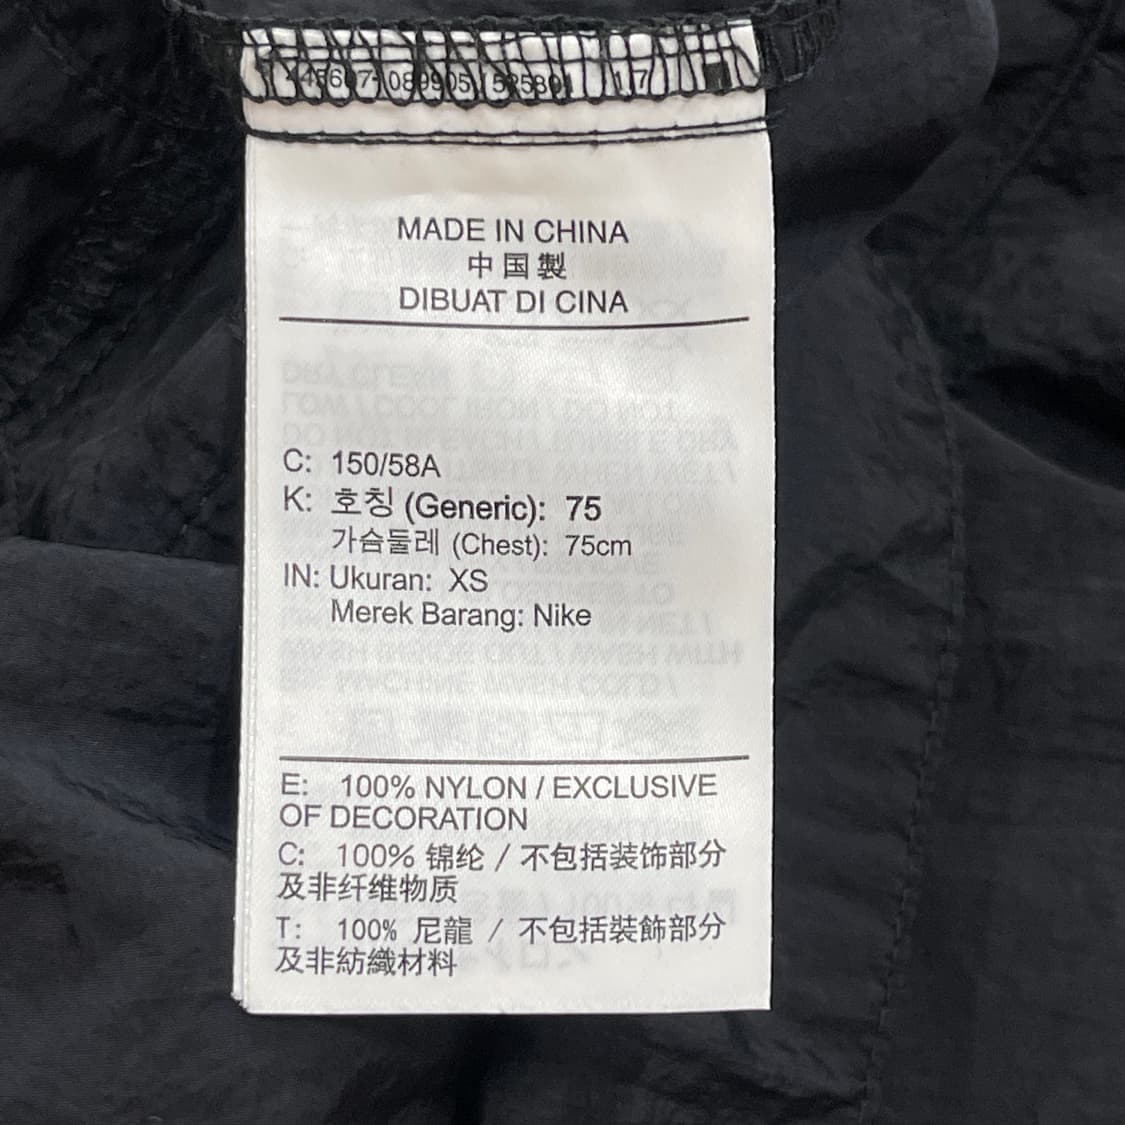 MADE IN CHINA
中国製
DIBUAT DI CINA
C: 150/58A
K: 호칭 (Generic): 75
가슴둘레 (Chest): 75cm
IN: Ukuran: XS
Merek Barang: Nike
E: 100% NYLON / EXCLUSIVE
OF DECORATION
C: 100% 锦纶 / 不包括装饰部分
及非纤维物质
T: 100% 尼龍 / 不包括裝飾部分
及非紡織材料